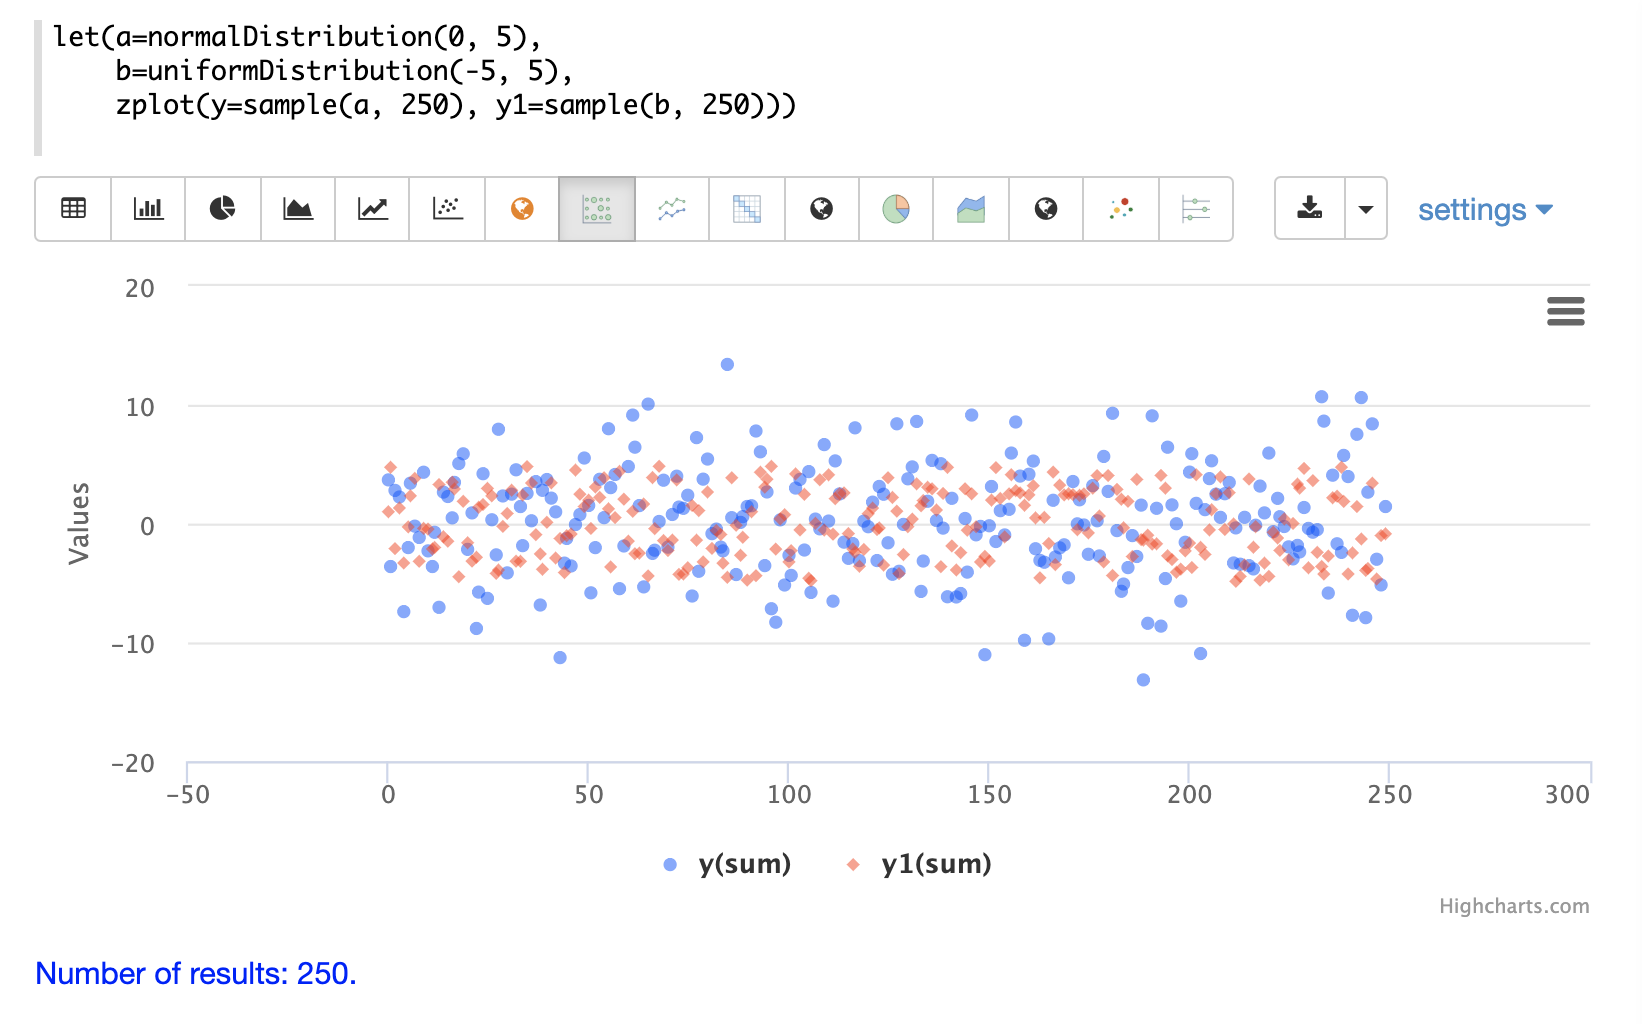 let(a=normalDistribution(0, 5),
    b=uniformDistribution(-5, 5),
    zplot(y=sample(a, 250), y1=sample(b, 250)))
settings
20
10
0
−10
−20
Values
−50 0 50 100 150 200 250 300
y(sum) y1(sum)
Highcharts.com
Number of results: 250.